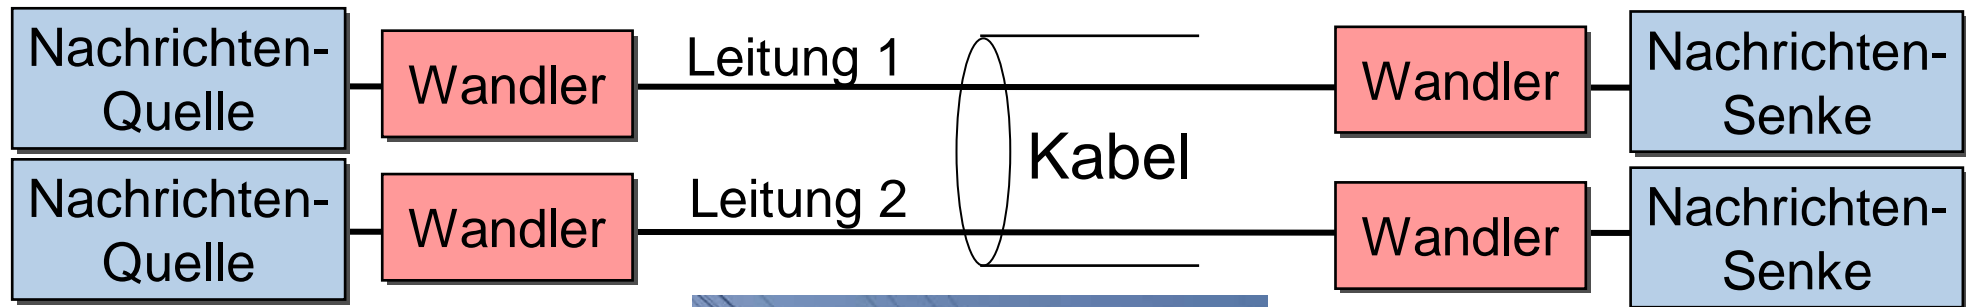 Nachrichten-
Quelle
Wandler
Leitung 1
Wandler
Nachrichten-
Senke
Kabel
Nachrichten-
Quelle
Wandler
Leitung 2
Wandler
Nachrichten-
Senke